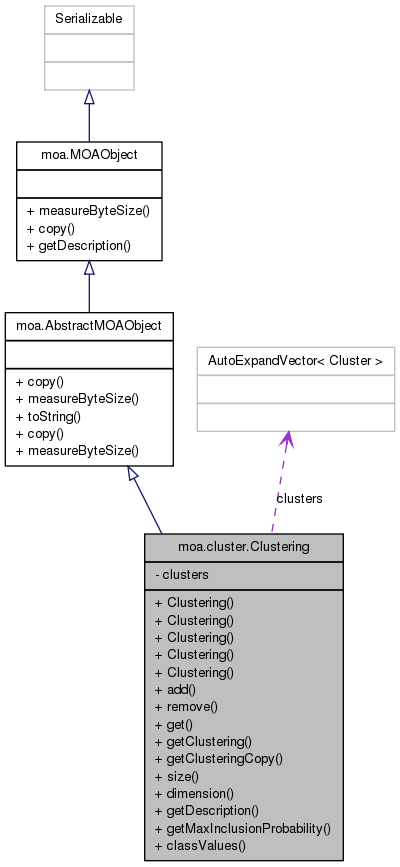 Serializable
moa.MOAObject
+ measureByteSize()
+ copy()
+ getDescription()
moa.AbstractMOAObject
+ copy()
+ measureByteSize()
+ toString()
+ copy()
+ measureByteSize()
AutoExpandVector< Cluster >
clusters
moa.cluster.Clustering
- clusters
+ Clustering()
+ Clustering()
+ Clustering()
+ Clustering()
+ Clustering()
+ add()
+ remove()
+ get()
+ getClustering()
+ getClusteringCopy()
+ size()
+ dimension()
+ getDescription()
+ getMaxInclusionProbability()
+ classValues()